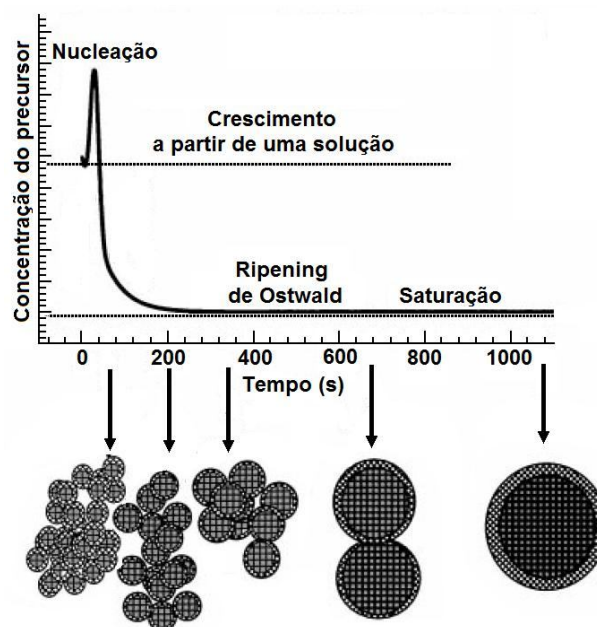 Nucleação
Concentração do precursor
Crescimento
a partir de uma solução
Ripening
de Ostwald
Saturação
0 200 400 600 800 1000
Tempo (s)